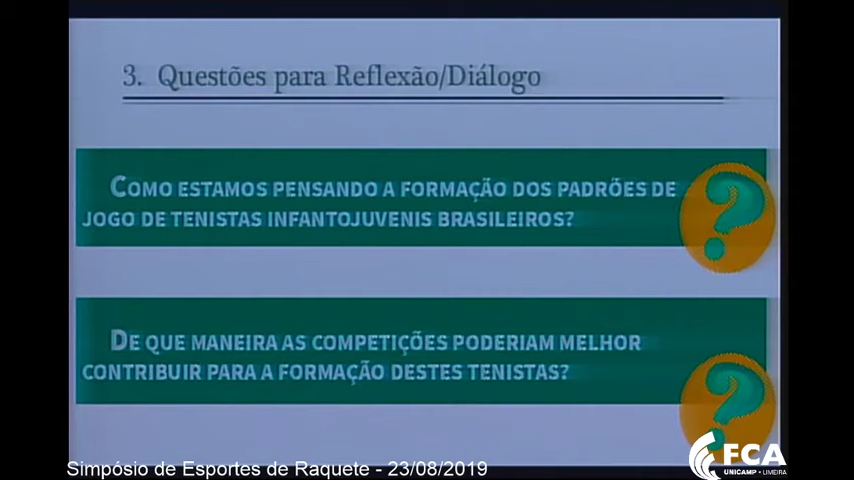 3. Questões para Reflexão/Diálogo
COMO ESTAMOS PENSANDO A FORMAÇÃO DOS PADRÕES DE
JOGO DE TENISTAS INFANTOJUVENIS BRASILEIROS?
?
DE QUE MANEIRA AS COMPETIÇÕES PODERIAM MELHOR
CONTRIBUIR PARA A FORMAÇÃO DESTES TENISTAS?
?
Simpósio de Esportes de Raquete - 23/08/2019
FCA
UNICAMP • LIMEIRA